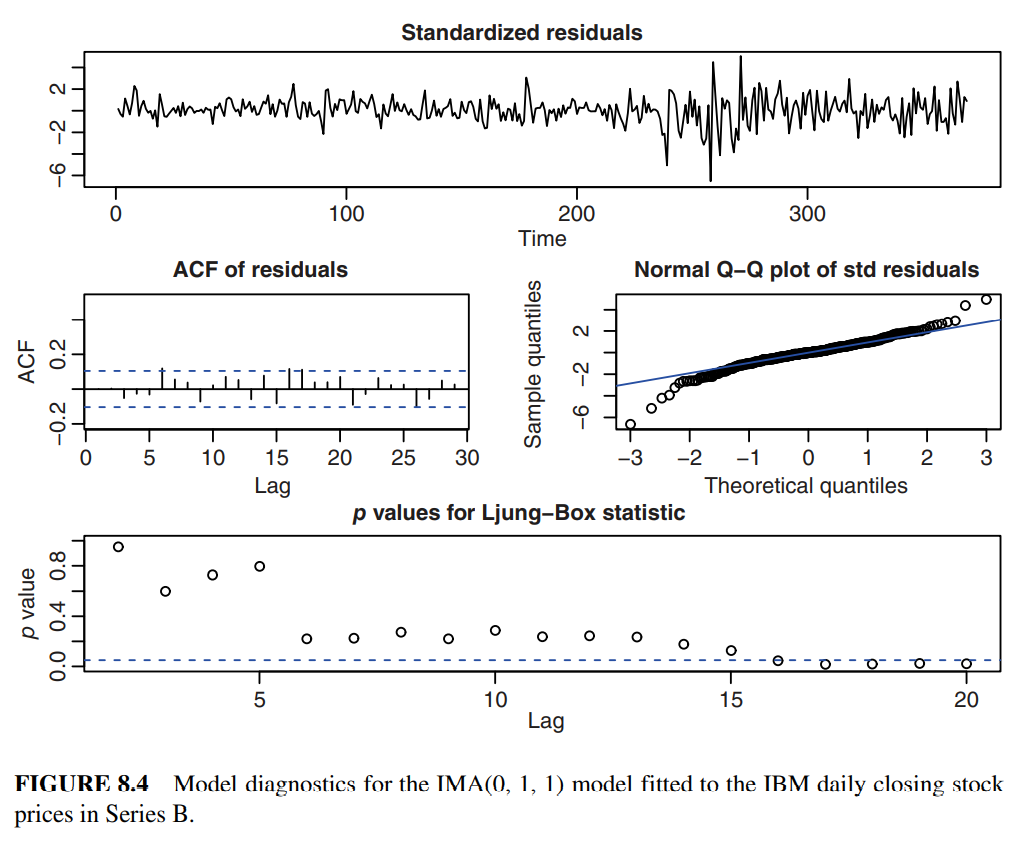 Standardized residuals
2
−2
−6
0 100 200 300
Time
ACF of residuals
ACF
0.2
−0.2
0 5 10 15 20 25 30
Lag
Normal Q−Q plot of std residuals
Sample quantiles
2
−2
−6
−3 −2 −1 0 1 2 3
Theoretical quantiles
p values for Ljung−Box statistic
p value
0.8
0.4
0.0
5 10 15 20
Lag
FIGURE 8.4 Model diagnostics for the IMA(0, 1, 1) model fitted to the IBM daily closing stock
prices in Series B.